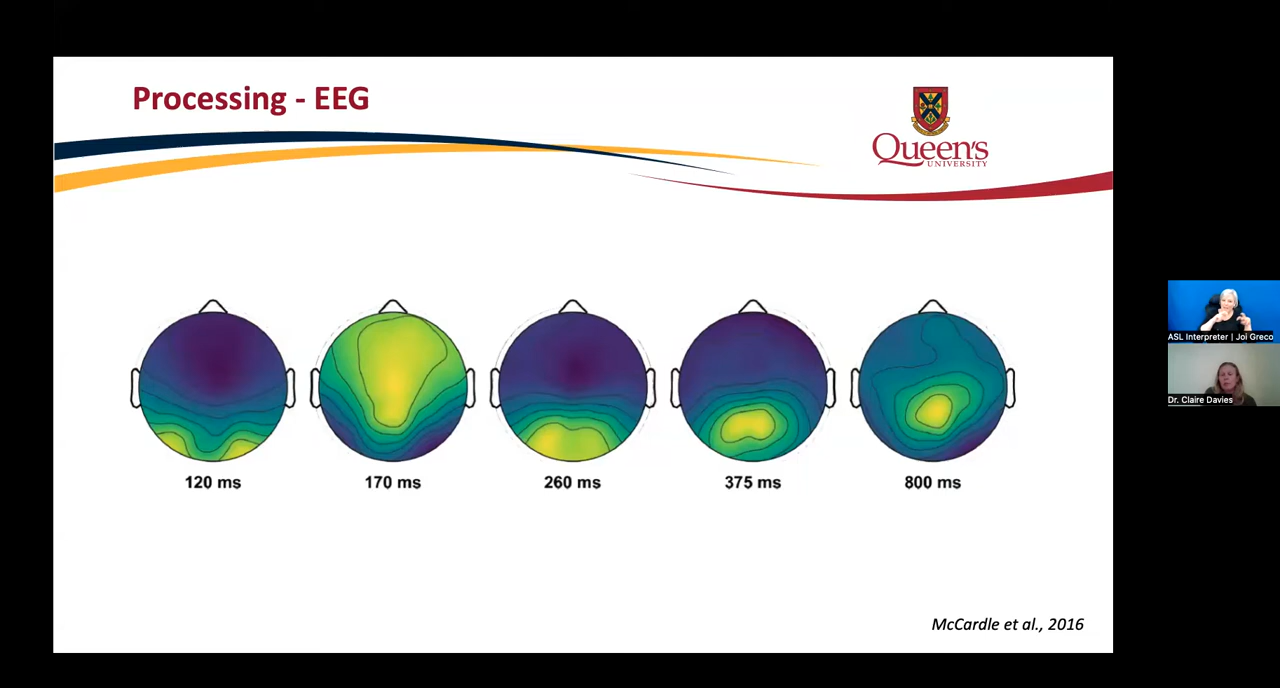 Processing - EEG
Queen's
UNIVERSITY
120 ms
170 ms
260 ms
375 ms
800 ms
McCardle et al., 2016
ASL Interpreter | Jol Greco
Dr. Claire Davies